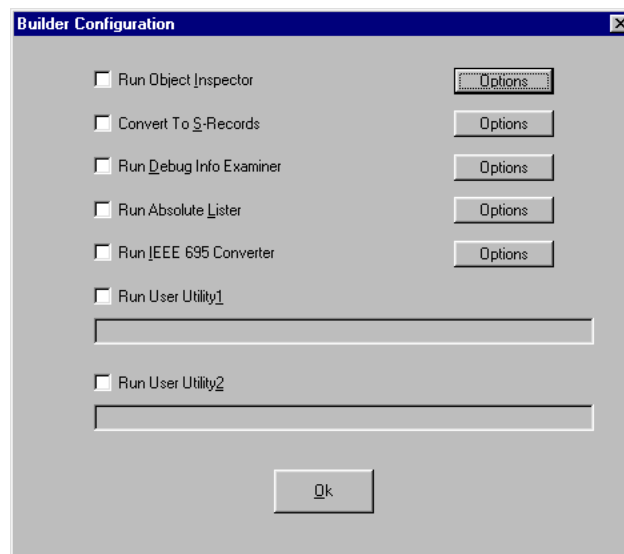 Builder Configuration
Run Object Inspector Options
Convert To S-Records Options
Run Debug Info Examiner Options
Run Absolute Lister Options
Run IEEE 695 Converter Options
Run User Utility1
Run User Utility2
Ok